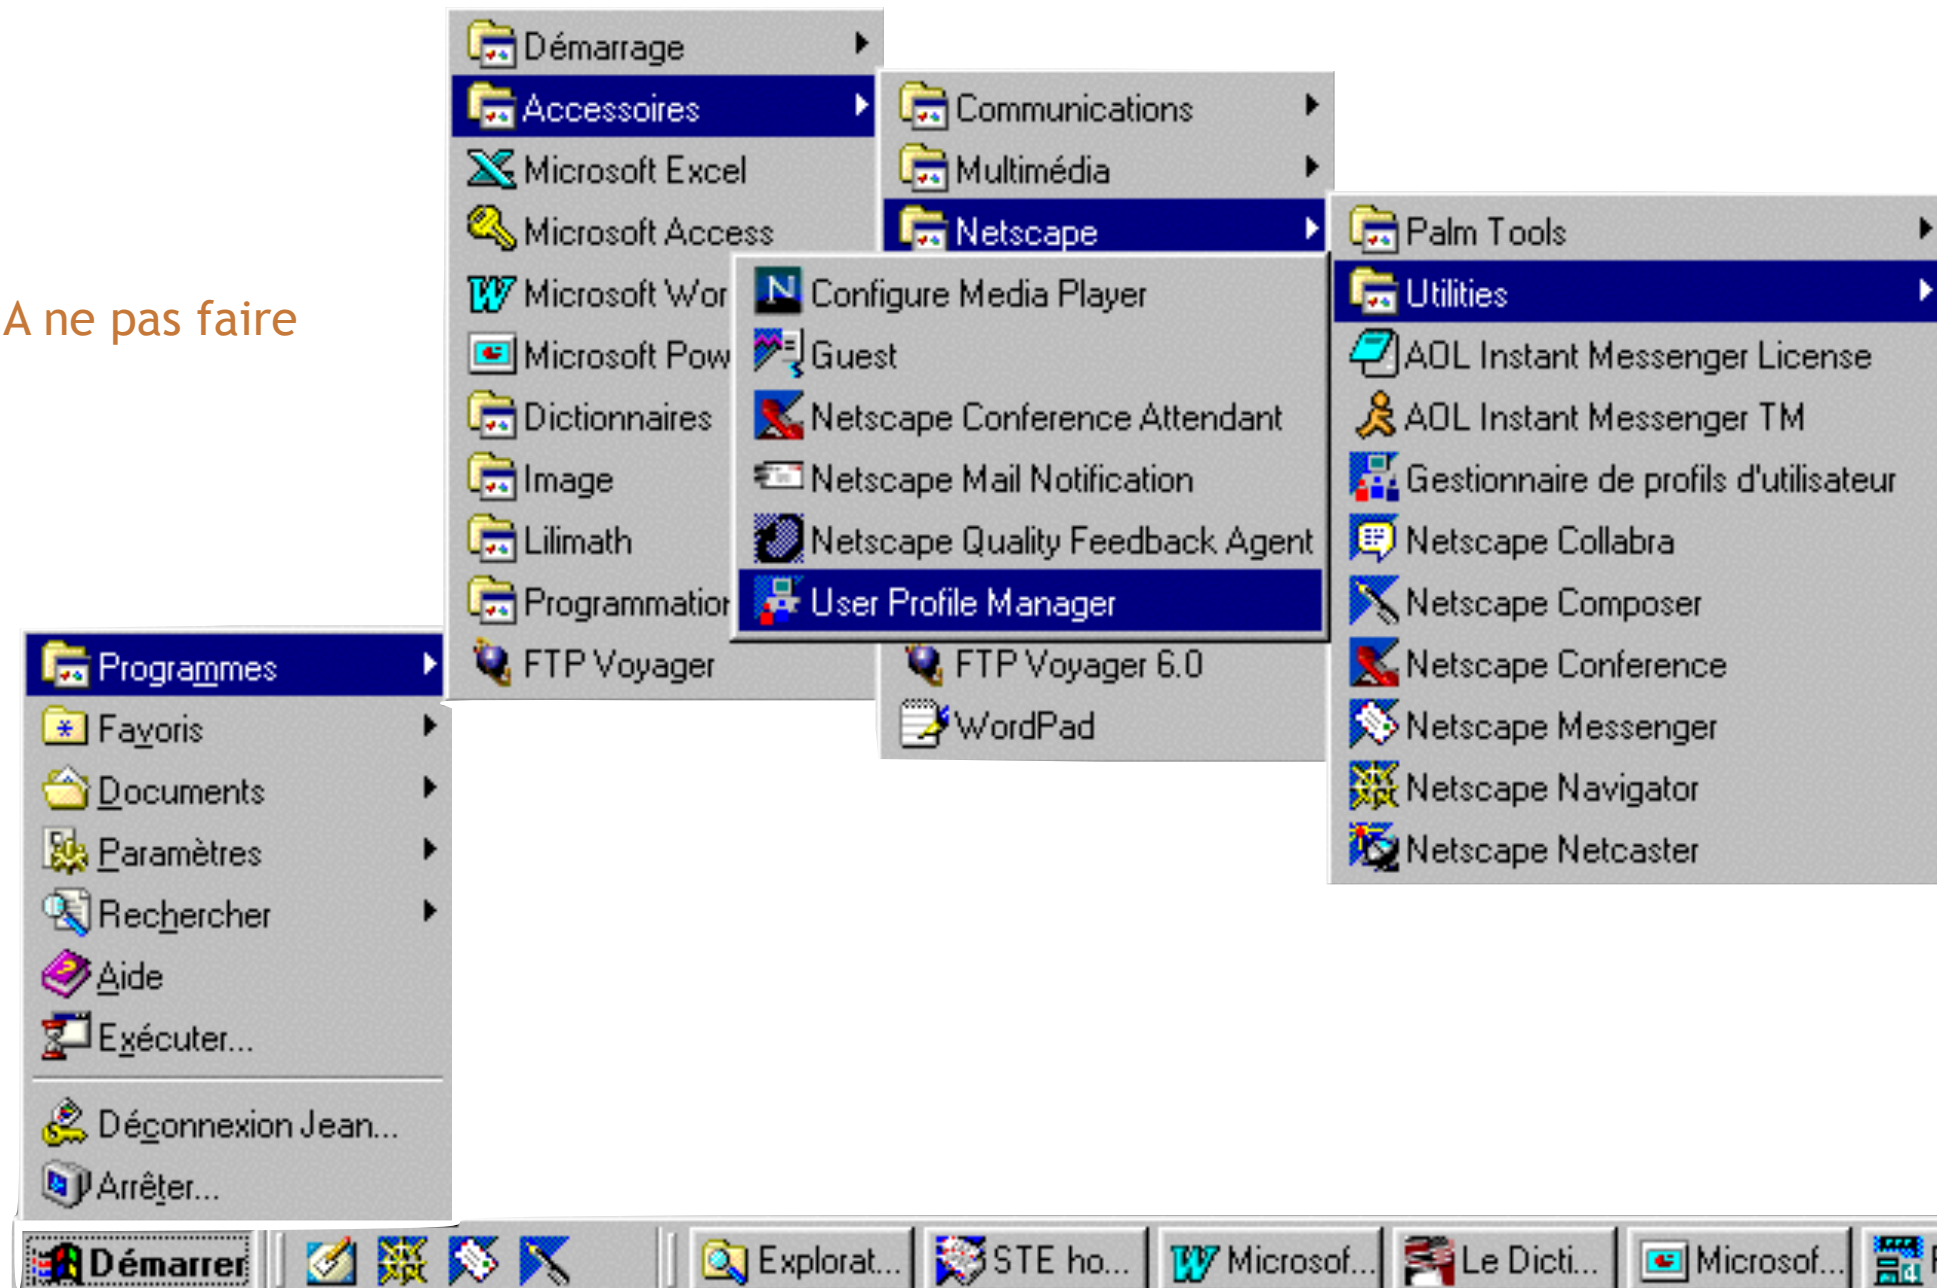 A ne pas faire
Démarrage
Accessoires
Microsoft Excel
Microsoft Access
Microsoft Wor
Microsoft Pow
Dictionnaires
Image
Lilimath
Programmation
FTP Voyager
Communications
Multimédia
Netscape
FTP Voyager 6.0
WordPad
Palm Tools
Utilities
AOL Instant Messenger License
AOL Instant Messenger TM
Gestionnaire de profils d'utilisateur
Netscape Collabra
Netscape Composer
Netscape Conference
Netscape Messenger
Netscape Navigator
Netscape Netcaster
Configure Media Player
Guest
Netscape Conference Attendant
Netscape Mail Notification
Netscape Quality Feedback Agent
User Profile Manager
Programmes
Favoris
Documents
Paramètres
Rechercher
Aide
Exécuter...
Déconnexion Jean...
Arrêter...
Démarrer Explorat... STE ho... Microsof... Le Dicti... Microsof...